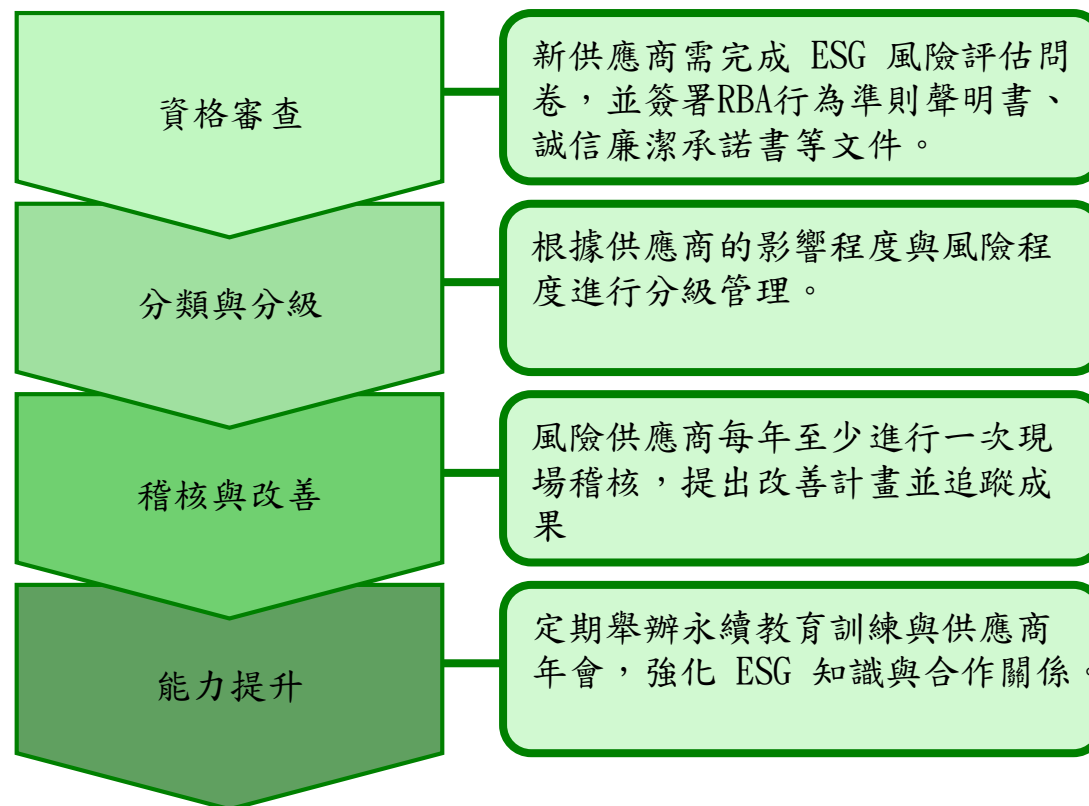 資格審查
新供應商需完成 ESG 風險評估問
卷，並簽署RBA行為準則聲明書、
誠信廉潔承諾書等文件。
分類與分級
根據供應商的影響程度與風險程
度進行分級管理。
稽核與改善
風險供應商每年至少進行一次現
場稽核，提出改善計畫並追蹤成
果
能力提升
定期舉辦永續教育訓練與供應商
年會，強化 ESG 知識與合作關係。